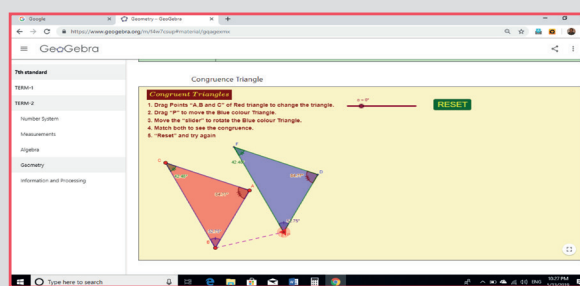 Google
Geometry - GeoGebra
https://www.geogebra.org/m/
GeoGebra
7th standard
TERM-1
TERM-2
Number System
Measurements
Algebra
Geometry
Information and Processing
Congruence Triangle
Congruent Triangles
1. Drag Points "A,B and C" of Red triangle to change the triangle.
2. Drag "P" to move the Blue colour Triangle.
3. Move the "slider" to rotate the Blue colour Triangle.
4. Match both to see the congruence.
5. "Reset" and try again
RESET
Type here to search
10:27 PM
ENG